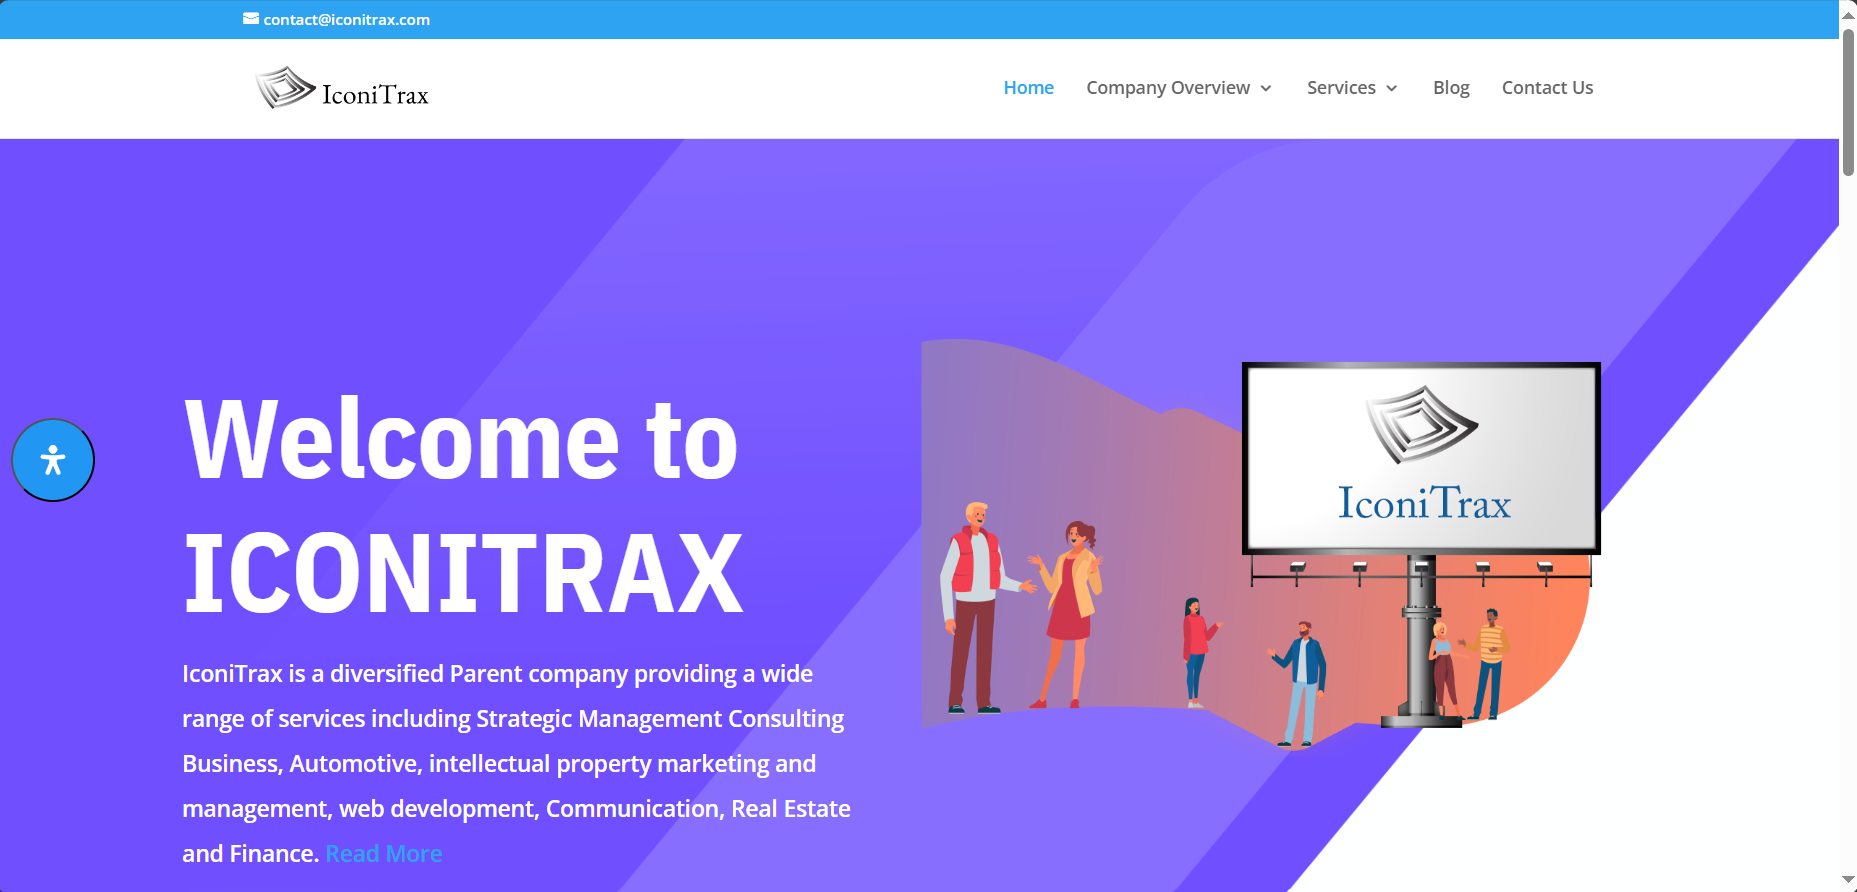 contact@iconitrax.com
IconiTrax
Home Company Overview Services Blog Contact Us
Welcome to
ICONITRAX
IconiTrax is a diversified Parent company providing a wide
range of services including Strategic Management Consulting
Business, Automotive, intellectual property marketing and
management, web development, Communication, Real Estate
and Finance. Read More
IconiTrax